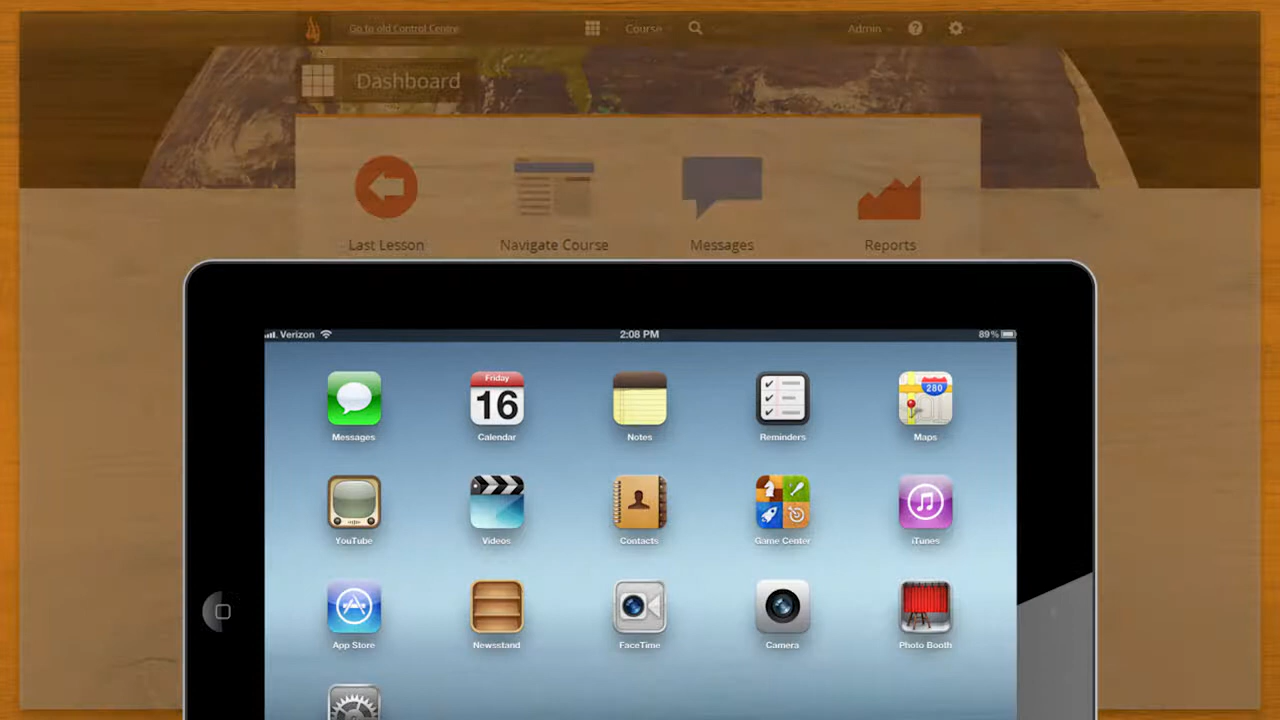 Go to old Control Centre Course Admin
Dashboard
Last Lesson Navigate Course Messages Reports
Verizon 2:08 PM 89%
Friday
16
280
Messages Calendar Notes Reminders Maps
YouTube Videos Contacts Game Center iTunes
App Store Newsstand FaceTime Camera Photo Booth